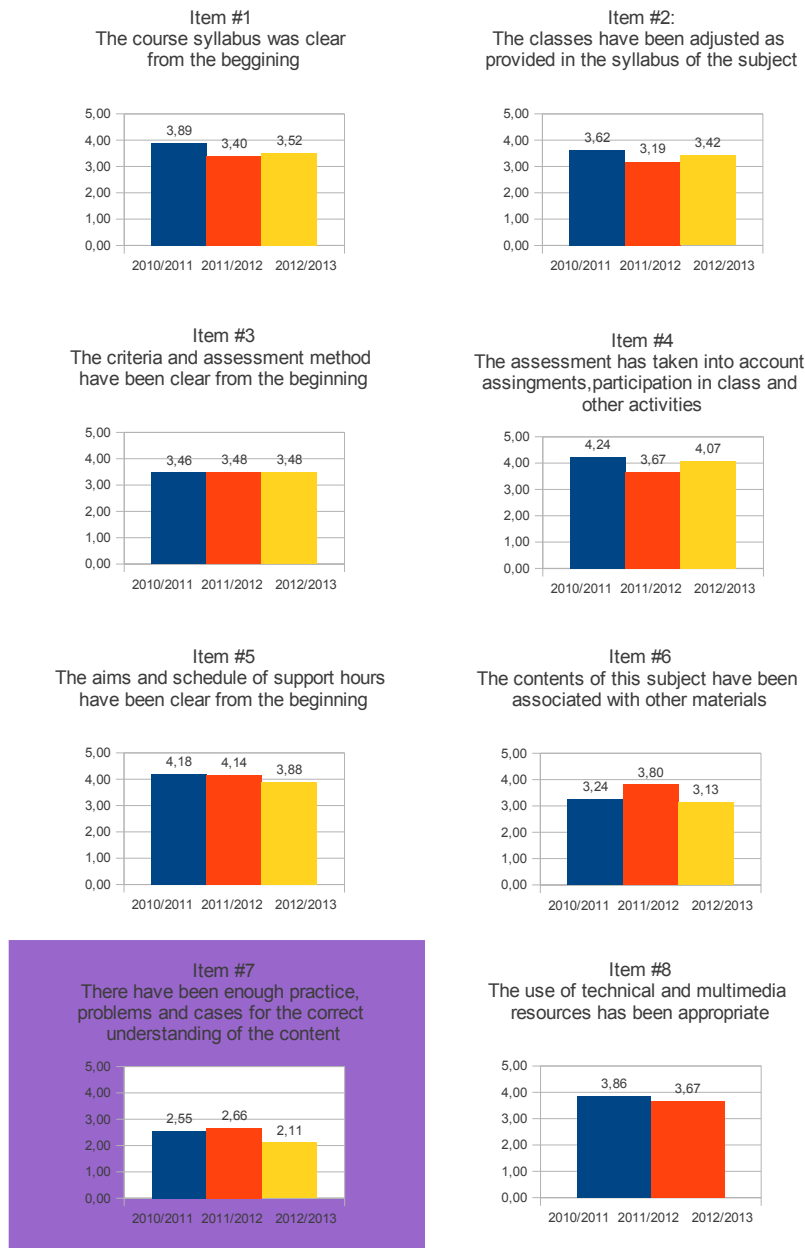 Item #1
The course syllabus was clear
from the beggining
5,00
4,00
3,00
2,00
1,00
0,00
3,89
3,40
3,52
2010/2011 2011/2012 2012/2013
Item #2:
The classes have been adjusted as
provided in the syllabus of the subject
5,00
4,00
3,00
2,00
1,00
0,00
3,62
3,19
3,42
2010/2011 2011/2012 2012/2013
Item #3
The criteria and assessment method
have been clear from the beginning
5,00
4,00
3,00
2,00
1,00
0,00
3,46
3,48
3,48
2010/2011 2011/2012 2012/2013
Item #4
The assessment has taken into account
assingments,participation in class and
other activities
5,00
4,00
3,00
2,00
1,00
0,00
4,24
3,67
4,07
2010/2011 2011/2012 2012/2013
Item #5
The aims and schedule of support hours
have been clear from the beginning
5,00
4,00
3,00
2,00
1,00
0,00
4,18
4,14
3,88
2010/2011 2011/2012 2012/2013
Item #6
The contents of this subject have been
associated with other materials
5,00
4,00
3,00
2,00
1,00
0,00
3,24
3,80
3,13
2010/2011 2011/2012 2012/2013
Item #7
There have been enough practice,
problems and cases for the correct
understanding of the content
5,00
4,00
3,00
2,00
1,00
0,00
2,55
2,66
2,11
2010/2011 2011/2012 2012/2013
Item #8
The use of technical and multimedia
resources has been appropriate
5,00
4,00
3,00
2,00
1,00
0,00
3,86
3,67
2010/2011 2011/2012 2012/2013